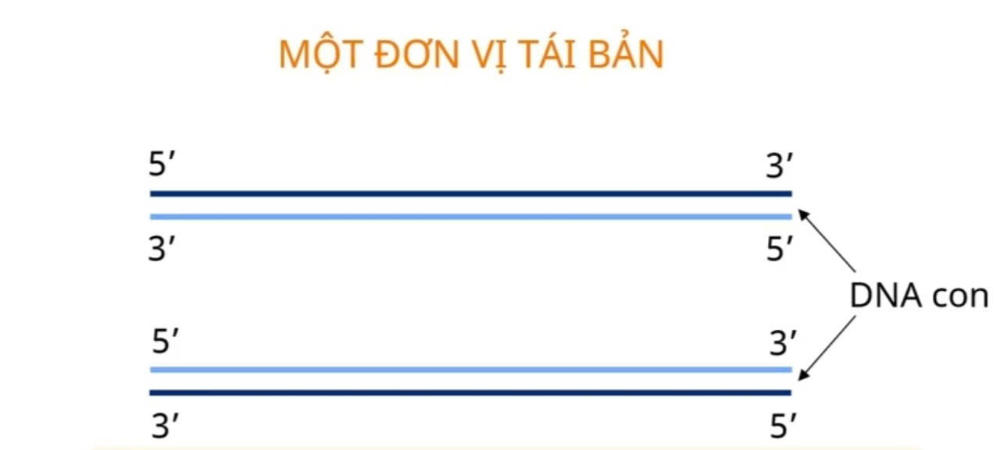 MỘT ĐƠN VỊ TÁI BẢN
5’ 3’
3’ 5’
DNA con
5’ 3’
3’ 5’